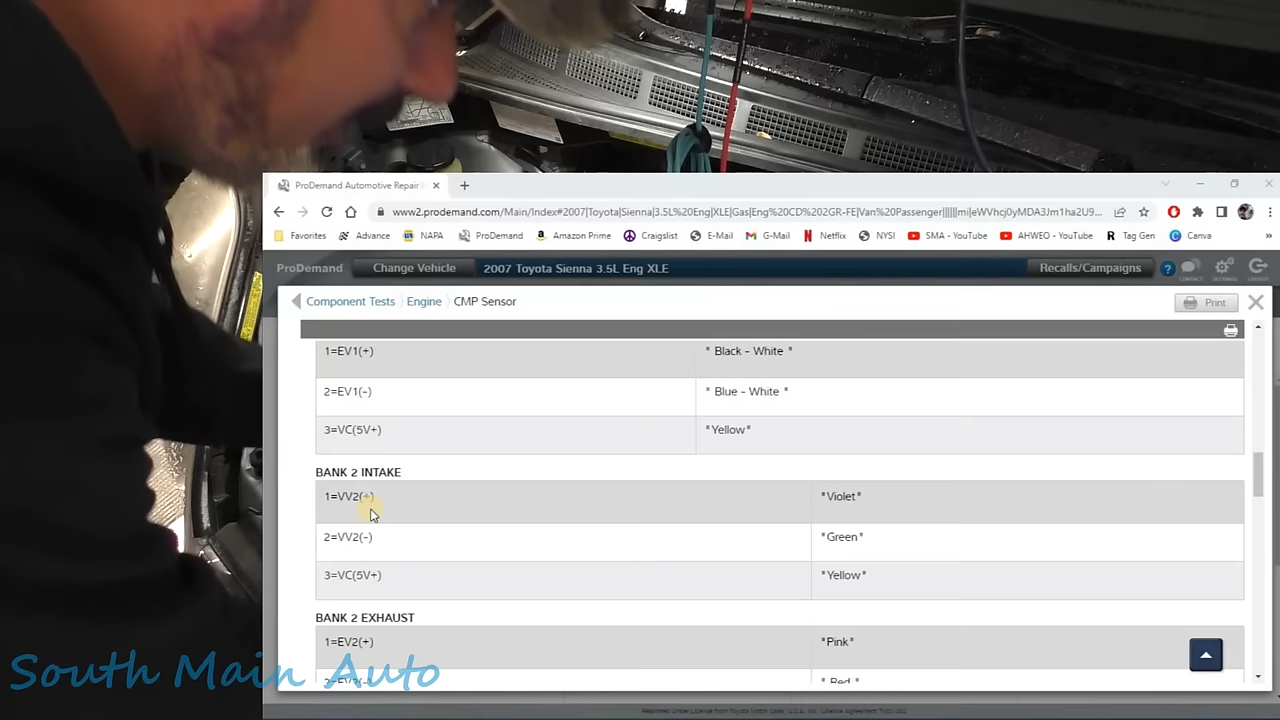 ProDemand Automotive Repair
www2.prodemand.com/Main/Index#2007|Toyota|Sienna|3.5L%20Eng|XLE|Gas|Eng%20CD%202GR-FE|Van%20Passenger||||||mi|eWVhcj0yMDA3Jm1ha2U9...
Favorites Advance NAPA ProDemand Amazon Prime Craigslist E-Mail G-Mail Netflix NYSI SMA - YouTube AHWEO - YouTube Tag Gen Canva »
ProDemand Change Vehicle 2007 Toyota Sienna 3.5L Eng XLE Recalls/Campaigns ?
Component Tests Engine CMP Sensor Print
1=EV1(+) " Black - White "
2=EV1(-) " Blue - White "
3=VC(5V+) "Yellow"
BANK 2 INTAKE
1=VV2(+) "Violet"
2=VV2(-) "Green"
3=VC(5V+) "Yellow"
BANK 2 EXHAUST
1=EV2(+) "Pink"
South Main Auto